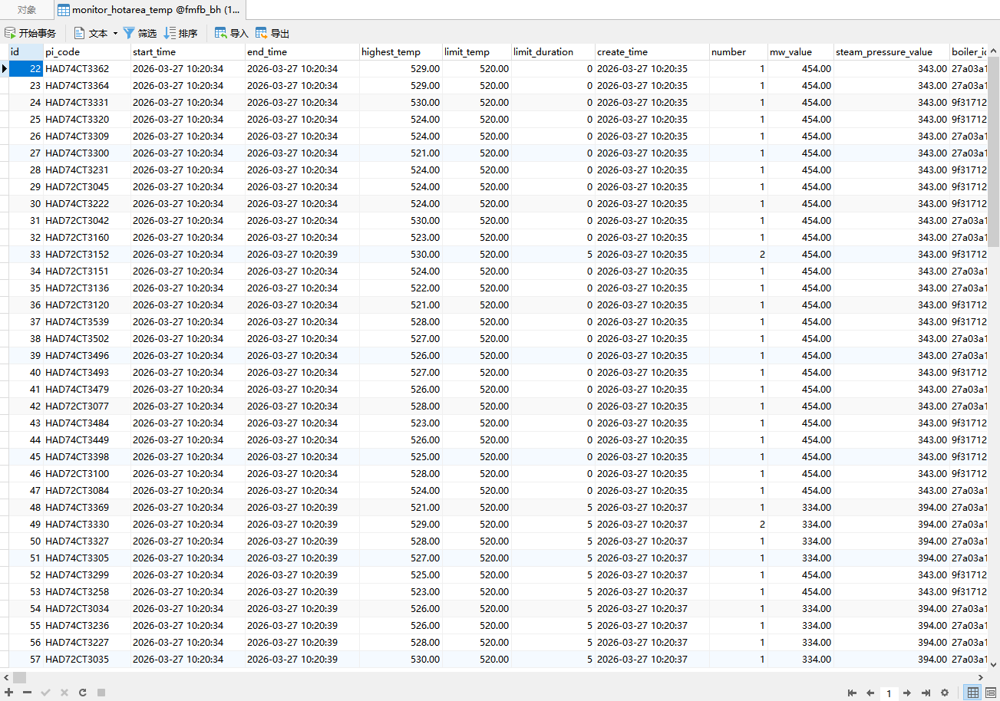 对象 monitor_hotarea_temp @fmfb_bh (1...
开始事务 文本 筛选 排序 导入 导出
id pi_code start_time end_time highest_temp limit_temp limit_duration create_time number mw_value steam_pressure_value boiler_ic
22 HAD74CT3362 2026-03-27 10:20:34 2026-03-27 10:20:34 529.00 520.00 0 2026-03-27 10:20:35 1 454.00 343.00 27a03a1
23 HAD74CT3364 2026-03-27 10:20:34 2026-03-27 10:20:34 529.00 520.00 0 2026-03-27 10:20:35 1 454.00 343.00 27a03a1
24 HAD74CT3331 2026-03-27 10:20:34 2026-03-27 10:20:34 530.00 520.00 0 2026-03-27 10:20:35 1 454.00 343.00 9f31712
25 HAD74CT3320 2026-03-27 10:20:34 2026-03-27 10:20:34 524.00 520.00 0 2026-03-27 10:20:35 1 454.00 343.00 9f31712
26 HAD74CT3309 2026-03-27 10:20:34 2026-03-27 10:20:34 524.00 520.00 0 2026-03-27 10:20:35 1 454.00 343.00 9f31712
27 HAD74CT3300 2026-03-27 10:20:34 2026-03-27 10:20:34 521.00 520.00 0 2026-03-27 10:20:35 1 454.00 343.00 27a03a1
28 HAD74CT3231 2026-03-27 10:20:34 2026-03-27 10:20:34 524.00 520.00 0 2026-03-27 10:20:35 1 454.00 343.00 9f31712
29 HAD72CT3045 2026-03-27 10:20:34 2026-03-27 10:20:34 524.00 520.00 0 2026-03-27 10:20:35 1 454.00 343.00 9f31712
30 HAD74CT3222 2026-03-27 10:20:34 2026-03-27 10:20:34 524.00 520.00 0 2026-03-27 10:20:35 1 454.00 343.00 9f31712
31 HAD72CT3042 2026-03-27 10:20:34 2026-03-27 10:20:34 530.00 520.00 0 2026-03-27 10:20:35 1 454.00 343.00 27a03a1
32 HAD72CT3160 2026-03-27 10:20:34 2026-03-27 10:20:34 523.00 520.00 0 2026-03-27 10:20:35 1 454.00 343.00 27a03a1
33 HAD72CT3152 2026-03-27 10:20:34 2026-03-27 10:20:39 530.00 520.00 5 2026-03-27 10:20:35 2 454.00 343.00 9f31712
34 HAD72CT3151 2026-03-27 10:20:34 2026-03-27 10:20:34 524.00 520.00 0 2026-03-27 10:20:35 1 454.00 343.00 27a03a1
35 HAD72CT3136 2026-03-27 10:20:34 2026-03-27 10:20:34 522.00 520.00 0 2026-03-27 10:20:35 1 454.00 343.00 27a03a1
36 HAD72CT3120 2026-03-27 10:20:34 2026-03-27 10:20:34 521.00 520.00 0 2026-03-27 10:20:35 1 454.00 343.00 9f31712
37 HAD74CT3539 2026-03-27 10:20:34 2026-03-27 10:20:34 528.00 520.00 0 2026-03-27 10:20:35 1 454.00 343.00 9f31712
38 HAD74CT3502 2026-03-27 10:20:34 2026-03-27 10:20:34 527.00 520.00 0 2026-03-27 10:20:35 1 454.00 343.00 27a03a1
39 HAD74CT3496 2026-03-27 10:20:34 2026-03-27 10:20:34 526.00 520.00 0 2026-03-27 10:20:35 1 454.00 343.00 9f31712
40 HAD74CT3493 2026-03-27 10:20:34 2026-03-27 10:20:34 527.00 520.00 0 2026-03-27 10:20:35 1 454.00 343.00 9f31712
41 HAD74CT3479 2026-03-27 10:20:34 2026-03-27 10:20:34 526.00 520.00 0 2026-03-27 10:20:35 1 454.00 343.00 27a03a1
42 HAD72CT3077 2026-03-27 10:20:34 2026-03-27 10:20:34 528.00 520.00 0 2026-03-27 10:20:35 1 454.00 343.00 27a03a1
43 HAD74CT3484 2026-03-27 10:20:34 2026-03-27 10:20:34 523.00 520.00 0 2026-03-27 10:20:35 1 454.00 343.00 9f31712
44 HAD74CT3449 2026-03-27 10:20:34 2026-03-27 10:20:34 526.00 520.00 0 2026-03-27 10:20:35 1 454.00 343.00 27a03a1
45 HAD74CT3398 2026-03-27 10:20:34 2026-03-27 10:20:34 525.00 520.00 0 2026-03-27 10:20:35 1 454.00 343.00 9f31712
46 HAD72CT3100 2026-03-27 10:20:34 2026-03-27 10:20:34 528.00 520.00 0 2026-03-27 10:20:35 1 454.00 343.00 9f31712
47 HAD72CT3084 2026-03-27 10:20:34 2026-03-27 10:20:34 524.00 520.00 0 2026-03-27 10:20:35 1 454.00 343.00 27a03a1
48 HAD74CT3369 2026-03-27 10:20:34 2026-03-27 10:20:39 521.00 520.00 5 2026-03-27 10:20:37 1 334.00 394.00 27a03a1
49 HAD74CT3330 2026-03-27 10:20:34 2026-03-27 10:20:39 529.00 520.00 5 2026-03-27 10:20:37 2 334.00 394.00 27a03a1
50 HAD74CT3327 2026-03-27 10:20:34 2026-03-27 10:20:39 528.00 520.00 5 2026-03-27 10:20:37 1 334.00 394.00 27a03a1
51 HAD74CT3305 2026-03-27 10:20:34 2026-03-27 10:20:39 527.00 520.00 5 2026-03-27 10:20:37 1 334.00 394.00 27a03a1
52 HAD74CT3299 2026-03-27 10:20:34 2026-03-27 10:20:39 525.00 520.00 5 2026-03-27 10:20:37 1 454.00 343.00 9f31712
53 HAD74CT3258 2026-03-27 10:20:34 2026-03-27 10:20:39 523.00 520.00 5 2026-03-27 10:20:37 1 454.00 343.00 9f31712
54 HAD72CT3034 2026-03-27 10:20:34 2026-03-27 10:20:39 526.00 520.00 5 2026-03-27 10:20:37 1 334.00 394.00 27a03a1
55 HAD74CT3236 2026-03-27 10:20:34 2026-03-27 10:20:39 526.00 520.00 5 2026-03-27 10:20:37 1 334.00 394.00 27a03a1
56 HAD74CT3227 2026-03-27 10:20:34 2026-03-27 10:20:39 528.00 520.00 5 2026-03-27 10:20:37 1 334.00 394.00 27a03a1
57 HAD72CT3035 2026-03-27 10:20:34 2026-03-27 10:20:39 530.00 520.00 5 2026-03-27 10:20:37 1 334.00 394.00 27a03a1
1